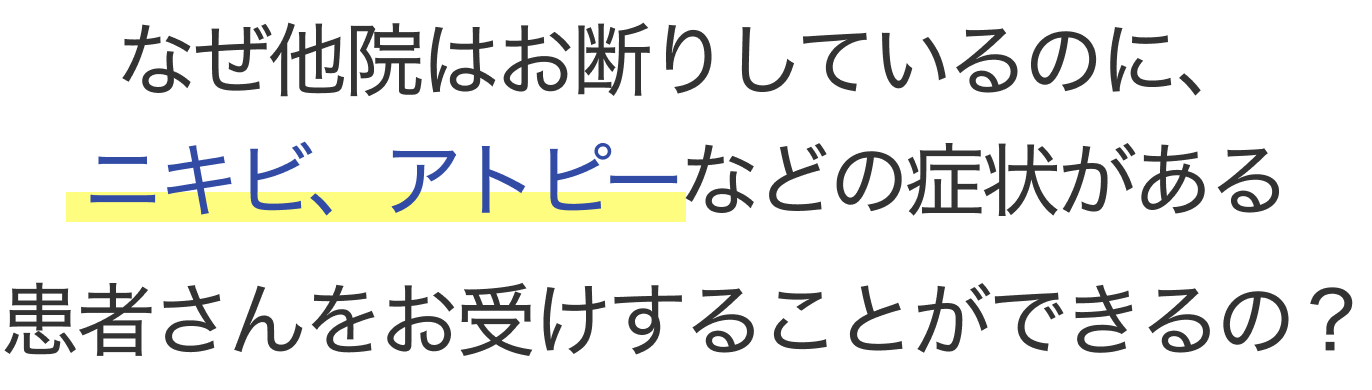 なぜ他院はお断りしているのに、
ニキビ、アトピーなどの症状がある
患者さんをお受けすることができるの？